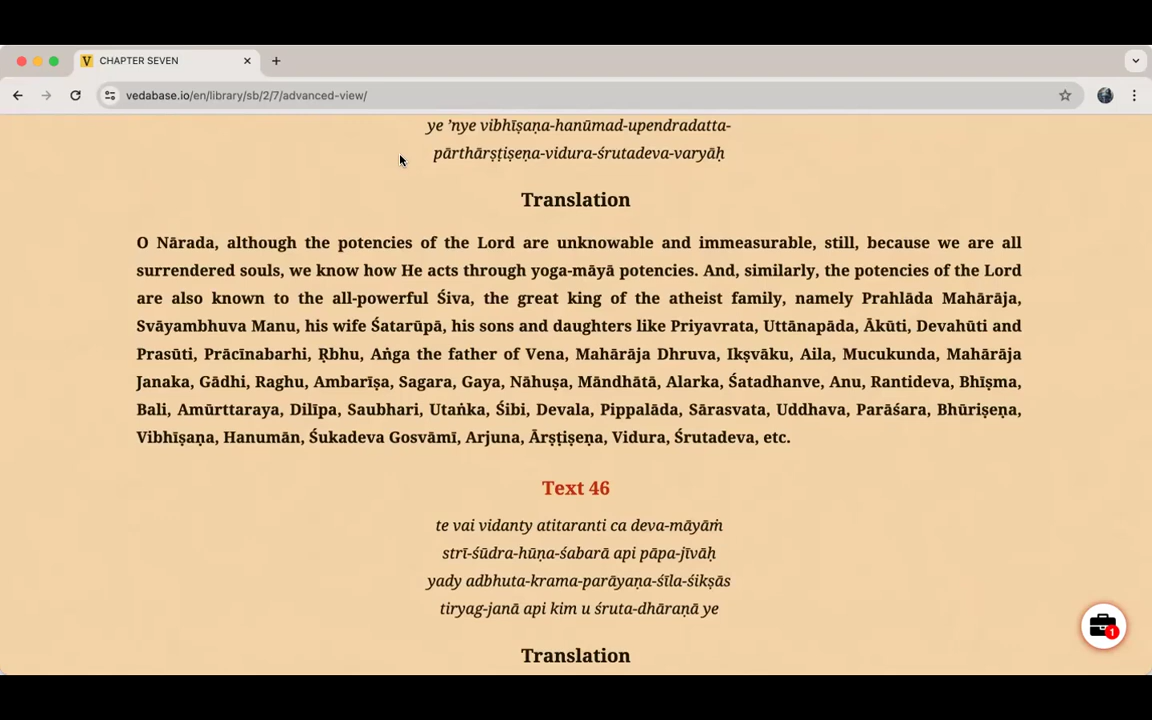 CHAPTER SEVEN
vedabase.io/en/library/sb/2/7/advanced-view/
ye ’nye vibhīṣaṇa-hanūmad-upendradatta-
pārthārṣṭiṣeṇa-vidura-śrutadeva-varyāḥ
Translation
O Nārada, although the potencies of the Lord are unknowable and immeasurable, still, because we are all
surrendered souls, we know how He acts through yoga-māyā potencies. And, similarly, the potencies of the Lord
are also known to the all-powerful Śiva, the great king of the atheist family, namely Prahlāda Mahārāja,
Svāyambhuva Manu, his wife Śatarūpā, his sons and daughters like Priyavrata, Uttānapāda, Ākūti, Devahūti and
Prasūti, Prācīnabarhi, Ṛbhu, Aṅga the father of Vena, Mahārāja Dhruva, Ikṣvāku, Aila, Mucukunda, Mahārāja
Janaka, Gādhi, Raghu, Ambarīṣa, Sagara, Gaya, Nāhuṣa, Māndhātā, Alarka, Śatadhanve, Anu, Rantideva, Bhīṣma,
Bali, Amūrttaraya, Dilīpa, Saubhari, Utaṅka, Śibi, Devala, Pippalāda, Sārasvata, Uddhava, Parāśara, Bhūriṣeṇa,
Vibhīṣaṇa, Hanumān, Śukadeva Gosvāmī, Arjuna, Ārṣṭiṣeṇa, Vidura, Śrutadeva, etc.
Text 46
te vai vidanty atitaranti ca deva-māyāṁ
strī-śūdra-hūṇa-śabarā api pāpa-jīvāḥ
yady adbhuta-krama-parāyaṇa-śīla-śikṣās
tiryag-janā api kim u śruta-dhāraṇā ye
1
Translation